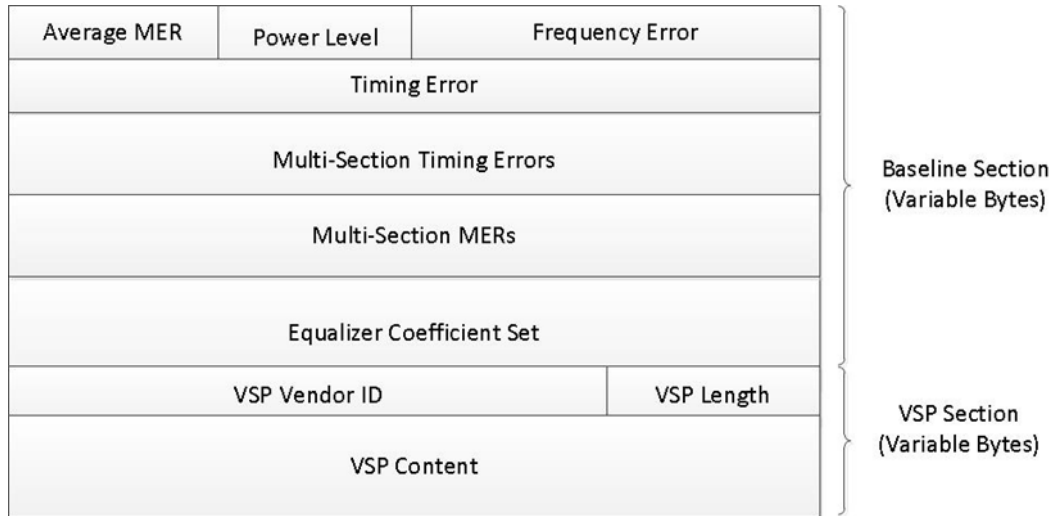 Average MER
Power Level
Frequency Error
Timing Error
Multi-Section Timing Errors
Multi-Section MERs
Equalizer Coefficient Set
Baseline Section
(Variable Bytes)
VSP Vendor ID
VSP Length
VSP Content
VSP Section
(Variable Bytes)